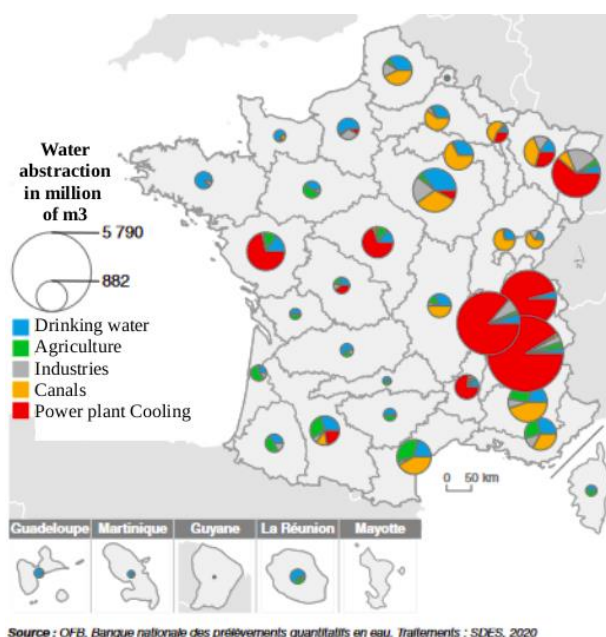 Water
abstraction
in million
of m3
5 790
882
Drinking water
Agriculture
Industries
Canals
Power plant Cooling
0 50 km
Guadeloupe Martinique Guyane La Réunion Mayotte
Source : OFB, Banque nationale des prélèvements quantitatifs en eau. Traitements : SDES, 2020